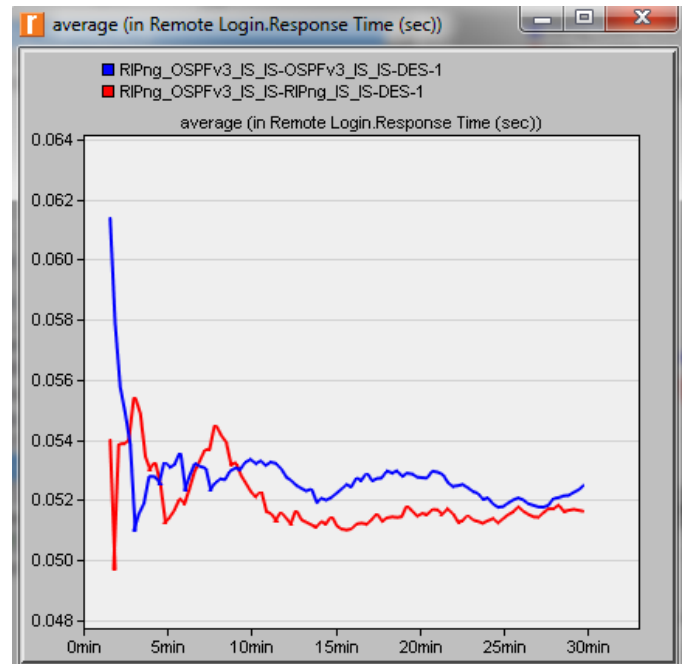 average (in Remote Login.Response Time (sec))
RIPng_OSPFv3_IS_IS-OSPFv3_IS_IS-DES-1
RIPng_OSPFv3_IS_IS-RIPng_IS_IS-DES-1
average (in Remote Login.Response Time (sec))
0.064
0.062
0.060
0.058
0.056
0.054
0.052
0.050
0.048
0min 5min 10min 15min 20min 25min 30min